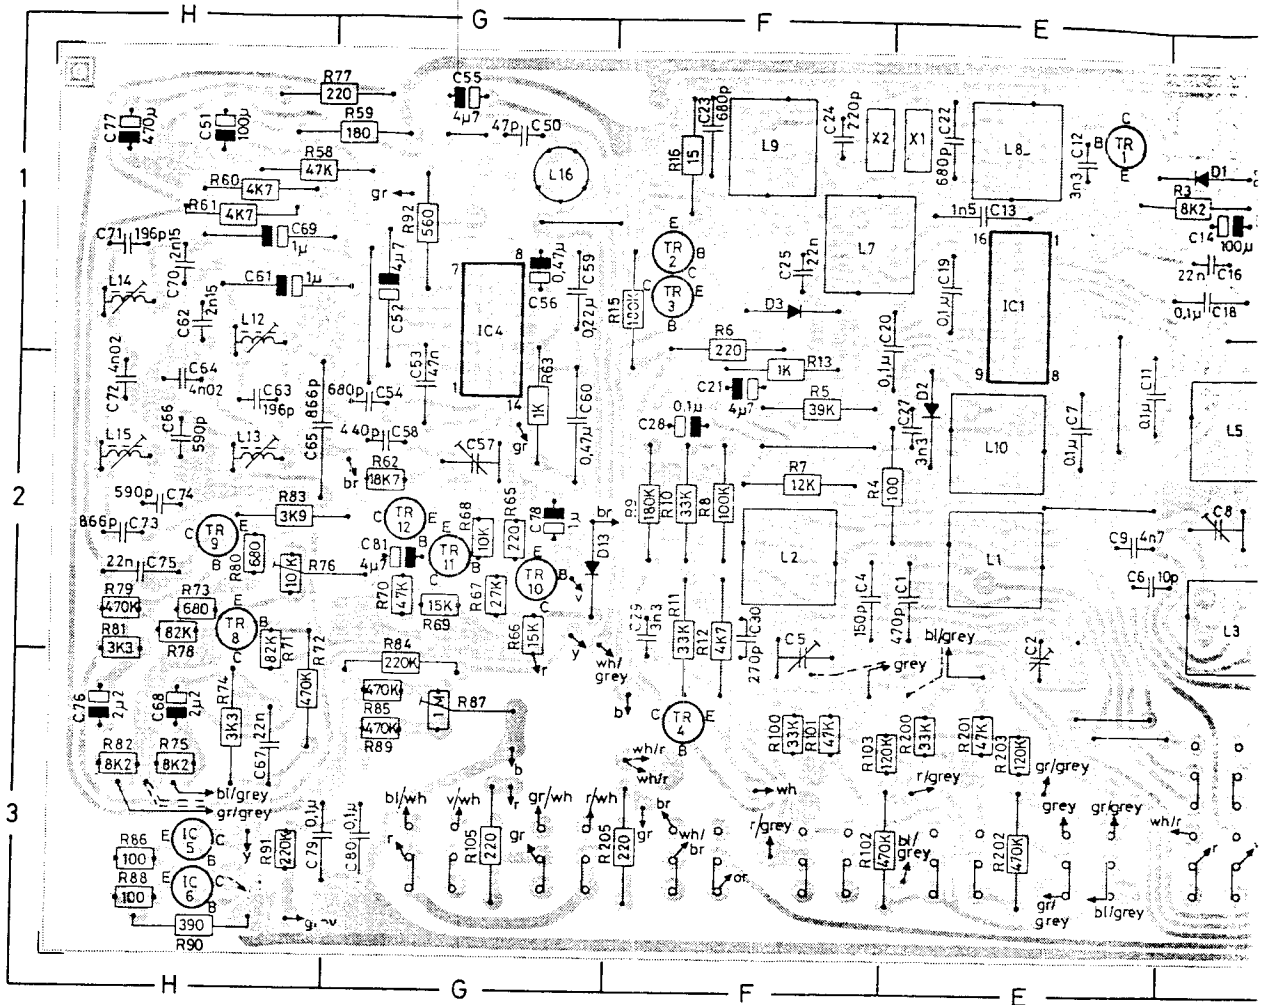 H G F E
1
2
3
R77
220
C55
4µ7
C77
470µ
C51
100µ
R59
180
47p C50
C23
680p
L9
C24
220p
X2
X1
C22
680p
L8
C12
3n3
C
B
TR
1
E
R58
47K
L16
R16
15
R60
4K7
gr
D1
R61
4K7
R92
560
1n5 C13
R3
8K2
C71 196p
C69
1µ
C70 2n15
4µ7
C52
8
0,47µ
C56
C59
0,22µ
E
TR
2
B
C
C
TR
3
E
B
C25
22n
L7
16
1
C14
100µ
22n C16
L14
C61 1µ
7
IC4
R15
100K
D3
C19
0,1µ
IC1
0,1µ C18
C62
2n15
L12
R6
220
C20
0,1µ
C72 4n02
C64
4n02
C63
196p
866p
C65
680p C54
C53
47n
1
R63
1K
14
C60
0,47µ
R13
1K
C21
4µ7
R5
39K
9
8
D2
C11
0,1µ
L15
C66
590p
L13
440p C58
C57
gr
0.1µ
C28
C27
3n3
L10
C7
0,1µ
L5
br
R62
18K7
R7
12K
R4
100
590p C74
R83
3K9
R65
220
C78
1µ
R9
180K
R10
33K
R8
100K
866p C73
C
TR
9
E
B
C
TR
12
E
B
R68
10K
br
C8
R80
680
R76
10K
C81
4µ7
TR
11
E
B
C
E
TR
10
B
C
D13
L2
L1
C9 4n7
22n C75
R79
470K
R73
680
R70
47K
15K
R69
R67
27K
v
C4
150p
C1
470p
C6 10p
E
TR
8
B
C
R81
3K3
82K
R78
82K
R71
R72
470K
R66
15K
y
C29
3n3
R11
33K
R12
4K7
C30
270p
C5
bl/grey
C2
L3
R84
220K
r
wh/
grey
grey
C76
2µ2
C68
2µ2
R74
3K3
22n
C67
470K
R85
470K
R89
1M
R87
b
C
TR
4
E
B
R100
33K
R101
47K
R103
120K
R200
33K
R201
47K
R203
120K
R82
8K2
R75
8K2
b
wh/r
wh/r
bl/grey
gr/grey
r
wh
r/grey
gr/grey
bl/wh
v/wh
gr/wh
r/wh
br
gr
grey
gr/grey
E
IC
5
C
B
y
R91
220K
C79 0,1µ
C80 0,1µ
r
R105
220
gr
R205
220
wh/
br
r/grey
R102
470K
bl/
grey
R202
470K
wh/r
r
R86
100
R88
100
E
IC
6
C
B
or
gr/
grey
bl/grey
390
R90
H G F E